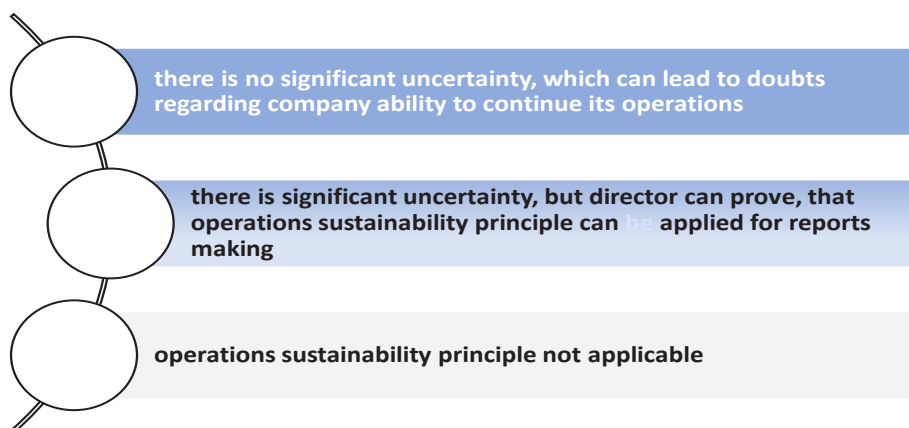 there is no significant uncertainty, which can lead to doubts
regarding company ability to continue its operations
there is significant uncertainty, but director can prove, that
operations sustainability principle can be applied for reports
making
operations sustainability principle not applicable